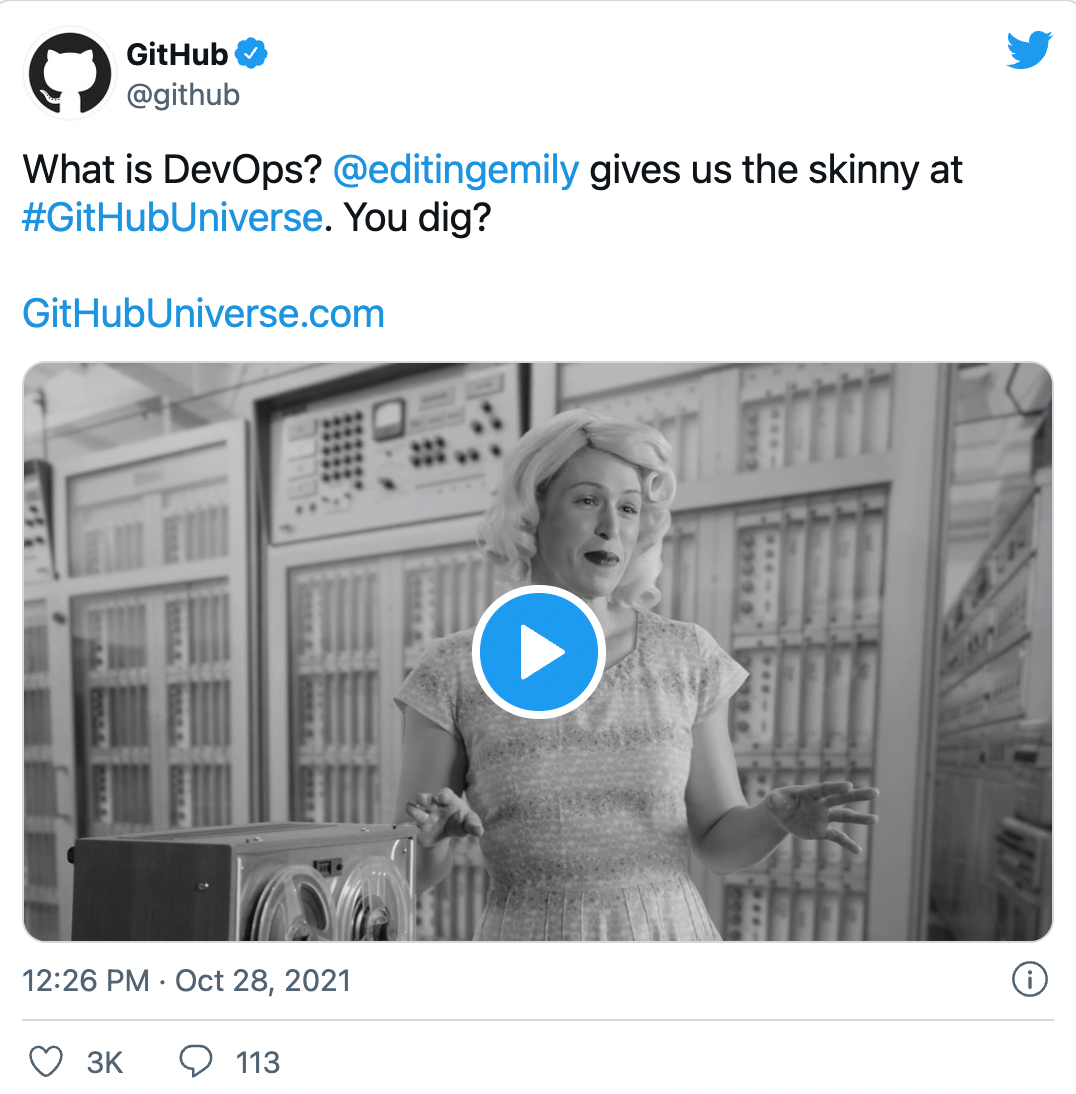 GitHub
@github
What is DevOps? @editingemily gives us the skinny at
#GitHubUniverse. You dig?
GitHubUniverse.com
12:26 PM · Oct 28, 2021
3K 113